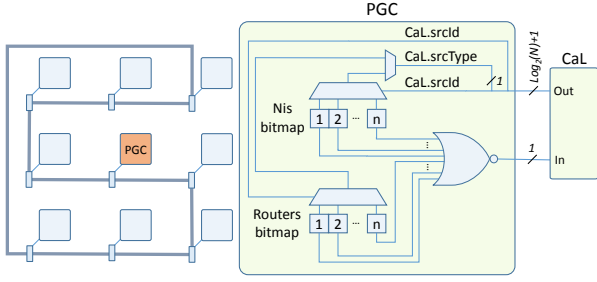 PGC
CaL.srcId
CaL.srcType
CaL.srcId
1
Log2(N)+1
CaL
Out
Nis
bitmap
1 2 ... n
PGC
...
...
1
In
Routers
bitmap
1 2 ... n